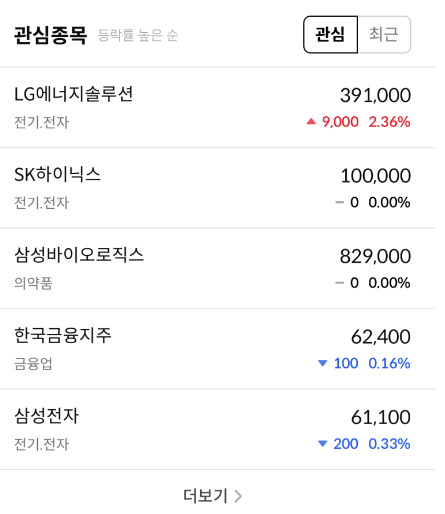 관심종목 등락률 높은 순 관심 최근
LG에너지솔루션 391,000
전기.전자 ▲ 9,000 2.36%
SK하이닉스 100,000
전기.전자 − 0 0.00%
삼성바이오로직스 829,000
의약품 − 0 0.00%
한국금융지주 62,400
금융업 ▼ 100 0.16%
삼성전자 61,100
전기.전자 ▼ 200 0.33%
더보기 >